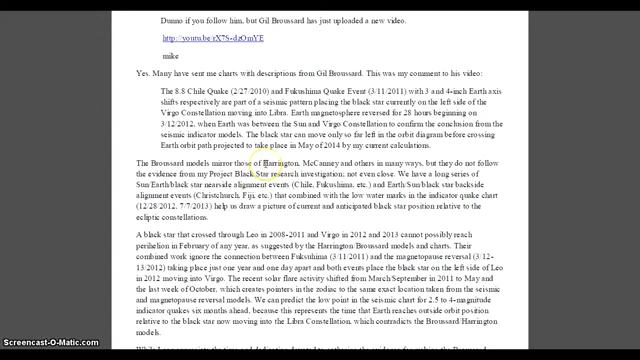 Dunno if you follow him, but Gil Broussard has just uploaded a new video.
http://youtu.be/rX7S-dzOmYE
mike
Yes. Many have sent me charts with descriptions from Gil Broussard. This was my comment to his video:
The 8.8 Chile Quake (2/27/2010) and Fukushima Quake Event (3/11/2011) with 3 and 4-inch Earth axis
shifts respectively are part of a seismic pattern placing the black star currently on the left side of the
Virgo Constellation moving into Libra. Earth magnetosphere reversed for 28 hours beginning on
3/12/2012, when Earth was between the Sun and Virgo Constellation to confirm the conclusion from the
seismic indicator models. The black star can move only so far left in the orbit diagram before crossing
Earth orbit path projected to take place in May of 2014 by my current calculations.
The Broussard models mirror those of Harrington, McCanney and others in many ways, but they do not follow
the evidence from my Project Black Star research investigation; not even close. We have a long series of
Sun/Earth/black star nearside alignment events (Chile, Fukushima, etc.) and Earth/Sun/black star backside
alignment events (Christchurch, Fiji, etc.) that combined with the low water marks in the indicator quake chart
(12/28/2012, 7/7/2013) help us draw a picture of current and anticipated black star position relative to the
ecliptic constellations.
A black star that crossed through Leo in 2008-2011 and Virgo in 2012 and 2013 cannot possibly reach
perihelion in February of any year, as suggested by the Harrington/Broussard models and charts. Their
combined work ignore the connection between Fuksuhima (3/11/2011) and the magnetopause reversal (3/12-
13/2012) taking place just one year and one day apart and both events place the black star on the left side of Leo
in 2012 moving into Virgo. The recent solar flare activity shifted from March/September in 2011 to May and
the last week of October, which creates pointers in the zodiac to the same exact location taken from the seismic
and magnetopause reversal models. We can predict the low point in the seismic chart for 2.5 to 4-magnitude
indicator quakes six months ahead, because this represents the time that Earth reaches outside orbit position
relative to the black star now moving into the Libra Constellation, which contradicts the Broussard/Harrington
models.
Screencast-O-Matic.com